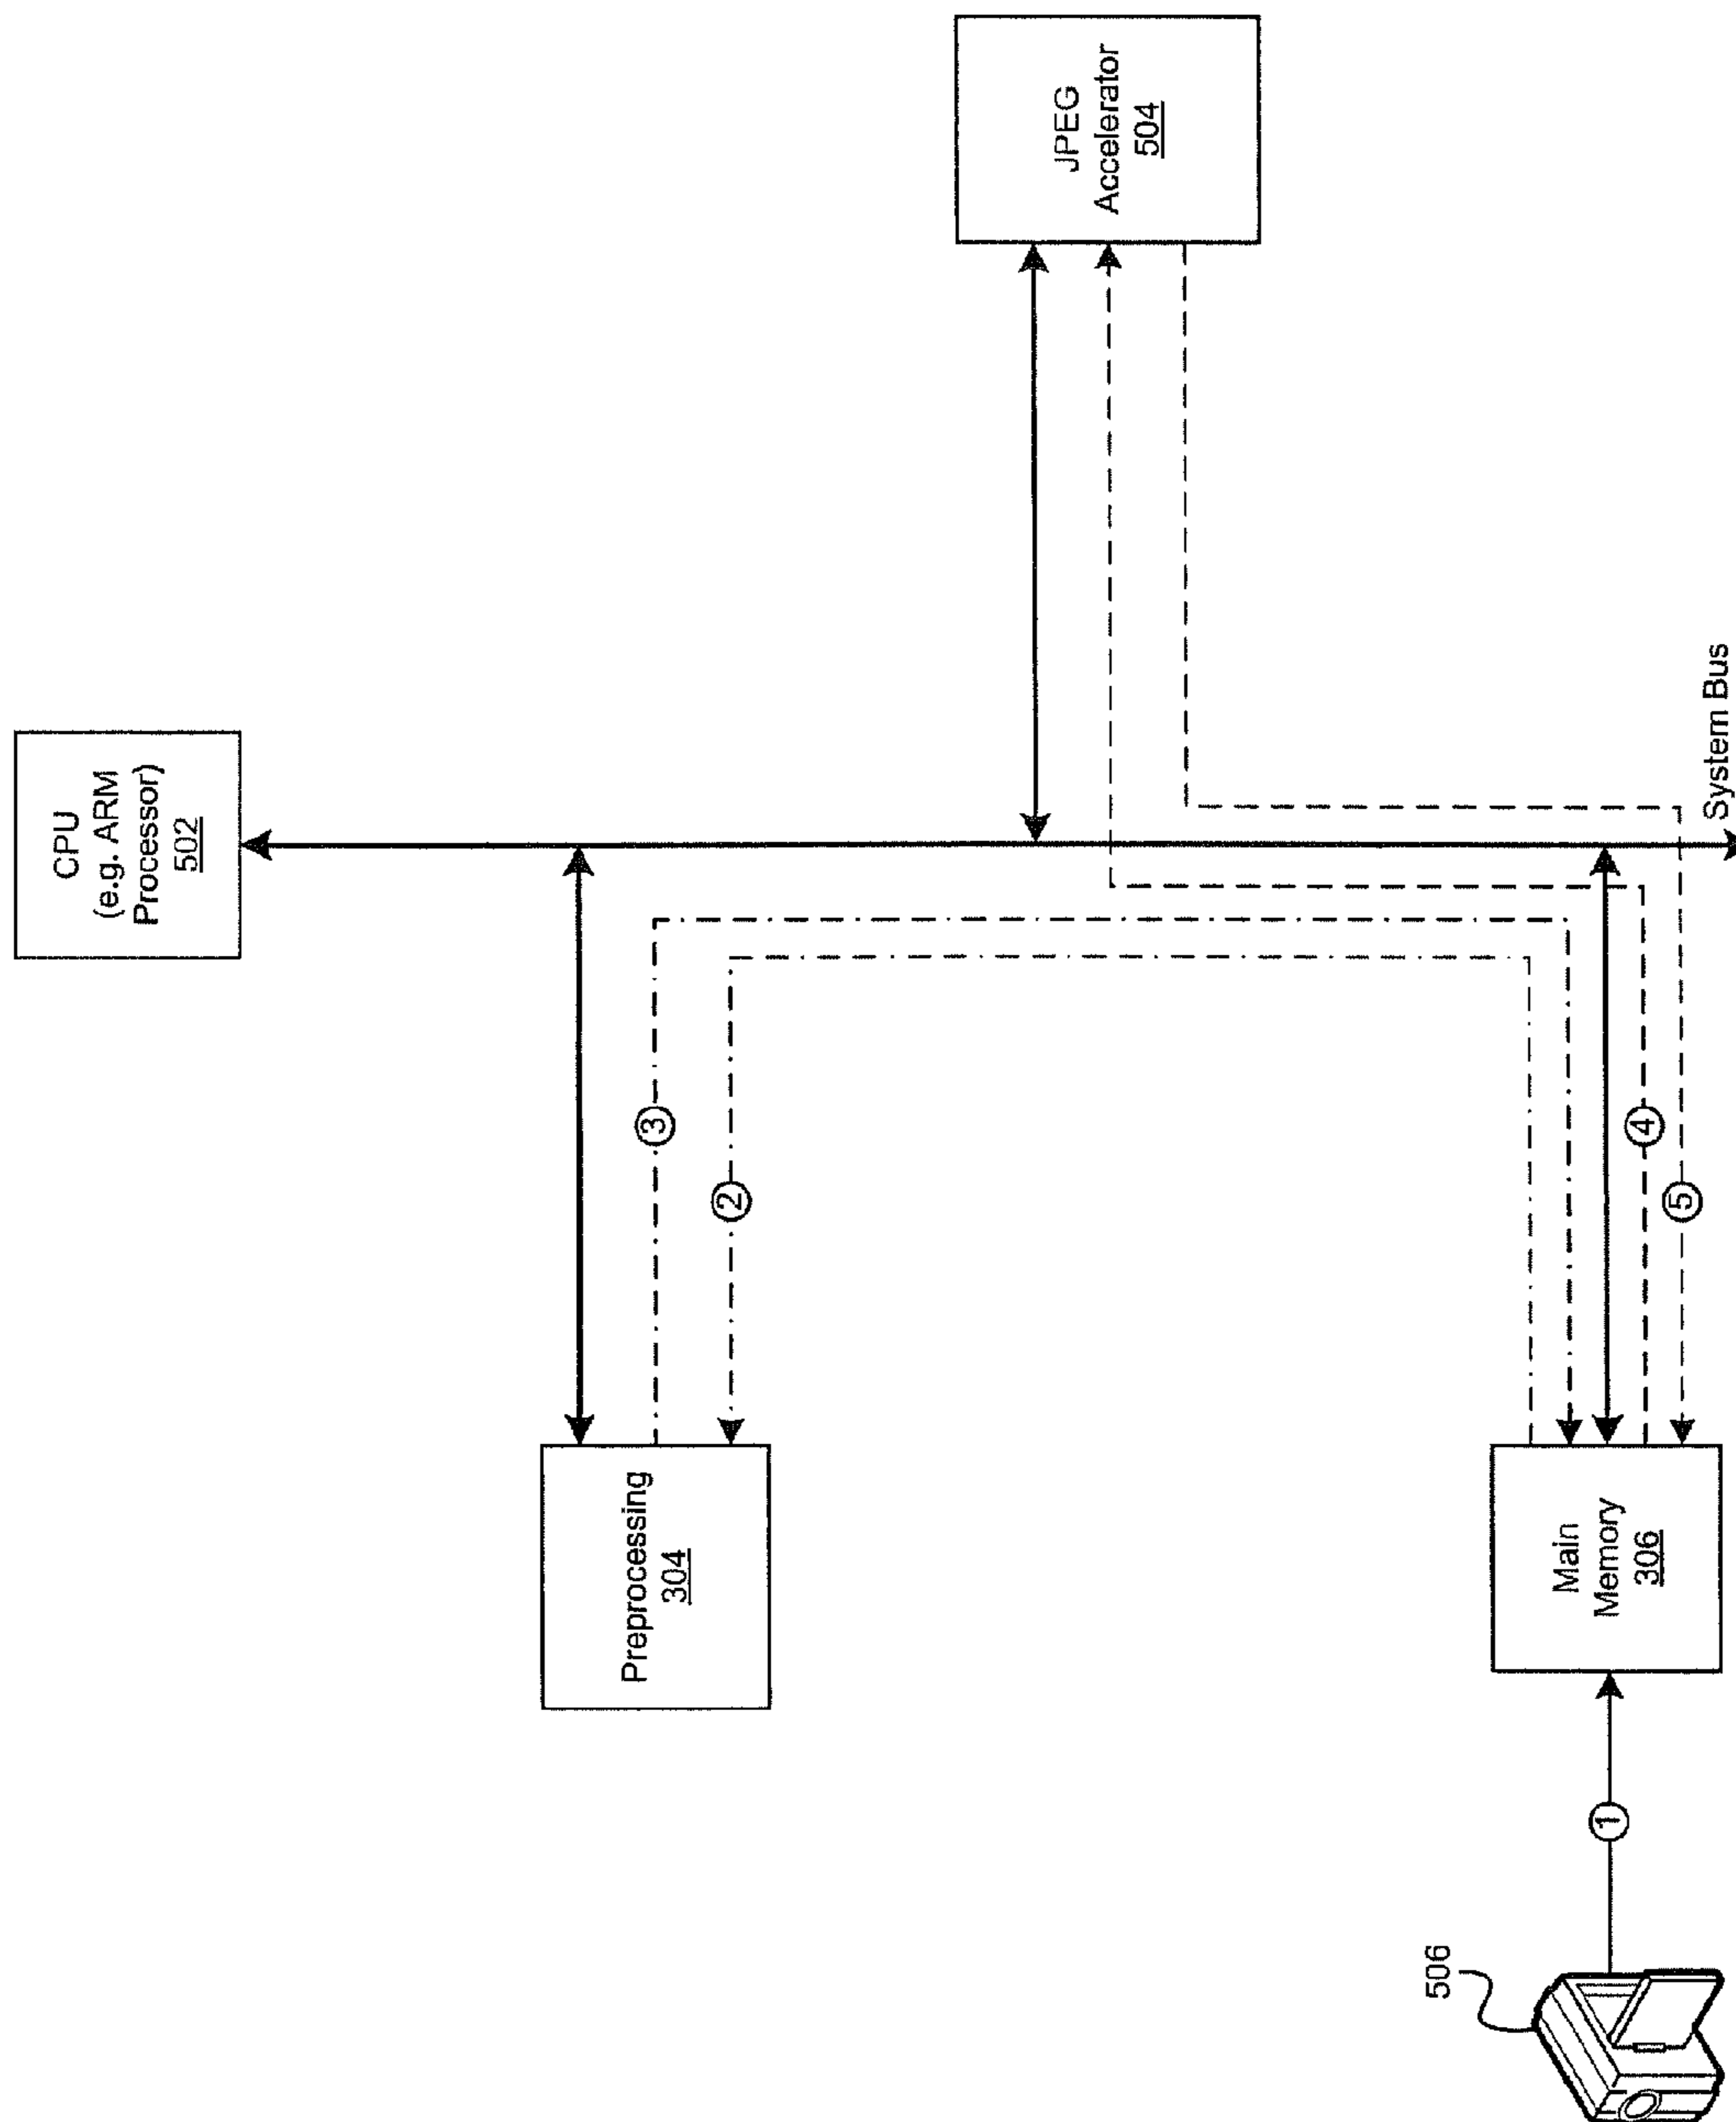 CPU
(e.g. ARM
Processor)
502
Preprocessing
304
JPEG
Accelerator
504
3
2
Main
Memory
306
4
5
System Bus
1
506